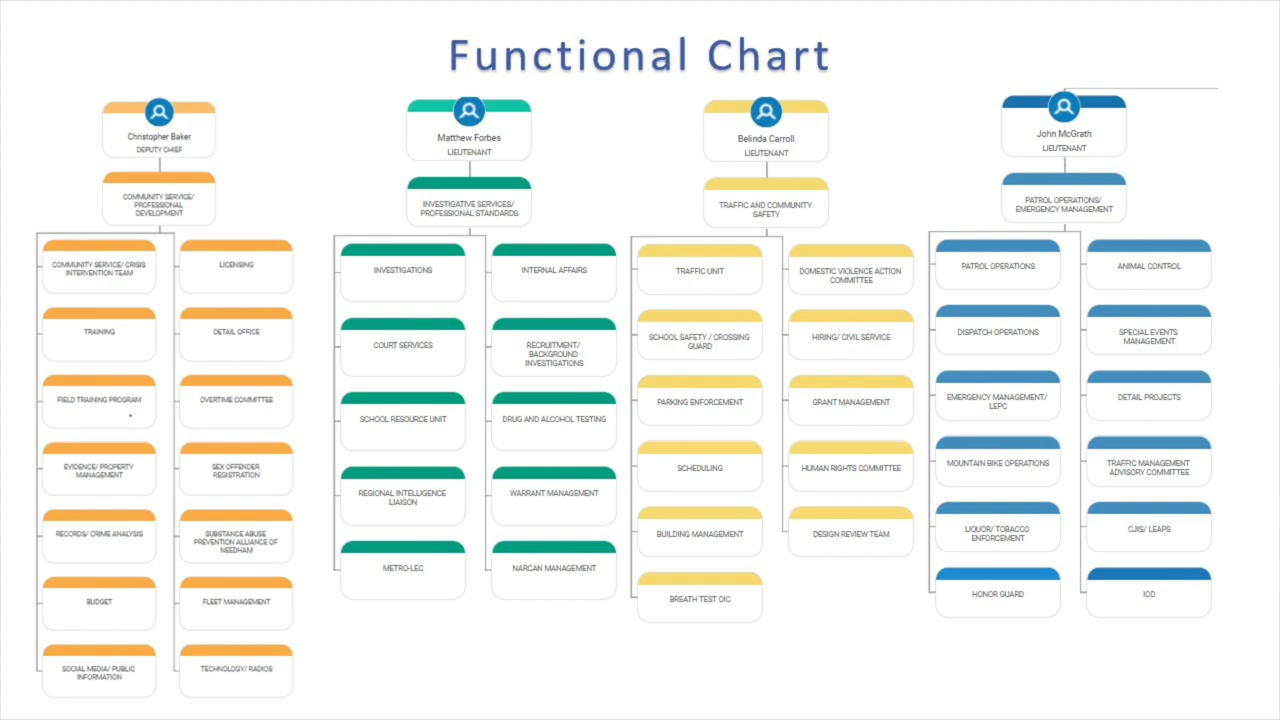 Functional Chart
Christopher Baker
DEPUTY CHIEF
COMMUNITY SERVICE/
PROFESSIONAL
DEVELOPMENT
COMMUNITY SERVICE/ CRISIS
INTERVENTION TEAM
LICENSING
TRAINING
DETAIL OFFICE
FIELD TRAINING PROGRAM
OVERTIME COMMITTEE
EVIDENCE/ PROPERTY
MANAGEMENT
SEX OFFENDER
REGISTRATION
RECORDS/ CRIME ANALYSIS
SUBSTANCE ABUSE
PREVENTION ALLIANCE OF
NEEDHAM
BUDGET
FLEET MANAGEMENT
SOCIAL MEDIA/ PUBLIC
INFORMATION
TECHNOLOGY/ RADIOS
Matthew Forbes
LIEUTENANT
INVESTIGATIVE SERVICES/
PROFESSIONAL STANDARDS
INVESTIGATIONS
INTERNAL AFFAIRS
COURT SERVICES
RECRUITMENT/
BACKGROUND
INVESTIGATIONS
SCHOOL RESOURCE UNIT
DRUG AND ALCOHOL TESTING
REGIONAL INTELLIGENCE
LIAISON
WARRANT MANAGEMENT
METRO-LEC
NARCAN MANAGEMENT
Belinda Carroll
LIEUTENANT
TRAFFIC AND COMMUNITY
SAFETY
TRAFFIC UNIT
DOMESTIC VIOLENCE ACTION
COMMITTEE
SCHOOL SAFETY / CROSSING
GUARD
HIRING/ CIVIL SERVICE
PARKING ENFORCEMENT
GRANT MANAGEMENT
SCHEDULING
HUMAN RIGHTS COMMITTEE
BUILDING MANAGEMENT
DESIGN REVIEW TEAM
BREATH TEST OIC
John McGrath
LIEUTENANT
PATROL OPERATIONS/
EMERGENCY MANAGEMENT
PATROL OPERATIONS
ANIMAL CONTROL
DISPATCH OPERATIONS
SPECIAL EVENTS
MANAGEMENT
EMERGENCY MANAGEMENT/
LEPC
DETAIL PROJECTS
MOUNTAIN BIKE OPERATIONS
TRAFFIC MANAGEMENT
ADVISORY COMMITTEE
LIQUOR/ TOBACCO
ENFORCEMENT
CJIS/ LEAPS
HONOR GUARD
IOD